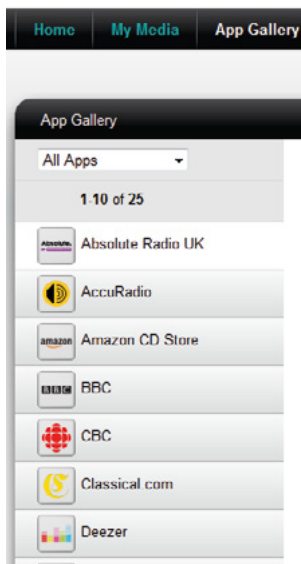 Home My Media App Gallery
App Gallery
All Apps
1-10 of 25
Absolute Radio UK
AccuRadio
amazon Amazon CD Store
BBC BBC
CBC
Classical com
Deezer